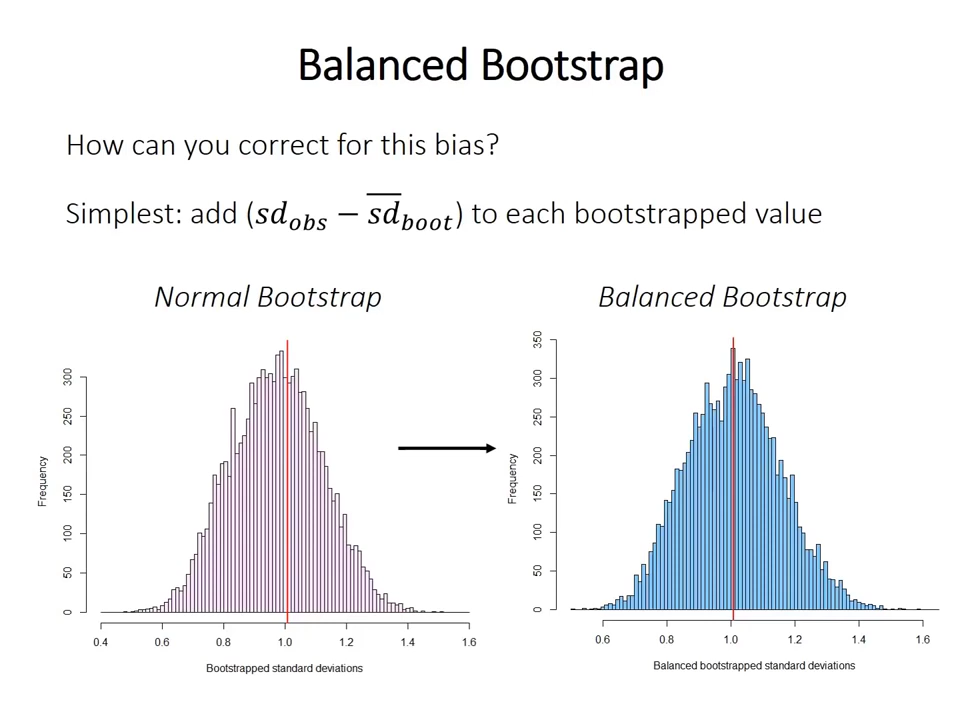 Balanced Bootstrap
How can you correct for this bias?
Simplest: add (sd_obs − \overline{sd}_boot) to each bootstrapped value
Normal Bootstrap
Frequency
300
250
200
150
100
50
0
0.4 0.6 0.8 1.0 1.2 1.4 1.6
Bootstrapped standard deviations
Balanced Bootstrap
Frequency
350
300
250
200
150
100
50
0
0.6 0.8 1.0 1.2 1.4 1.6
Balanced bootstrapped standard deviations